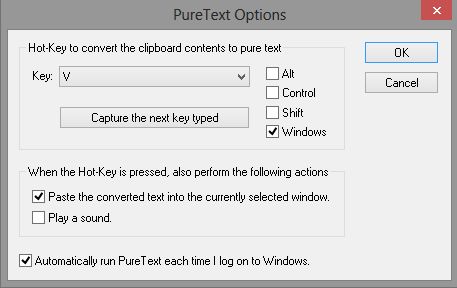 PureText Options
Hot-Key to convert the clipboard contents to pure text
OK
Key: V
Alt
Cancel
Control
Capture the next key typed
Shift
Windows
When the Hot-Key is pressed, also perform the following actions
Paste the converted text into the currently selected window.
Play a sound.
Automatically run PureText each time I log on to Windows.